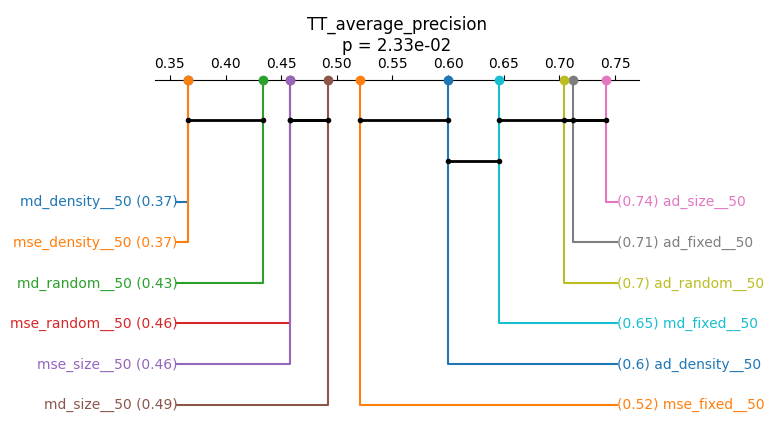 TT_average_precision
p = 2.33e-02
0.35 0.40 0.45 0.50 0.55 0.60 0.65 0.70 0.75
md_density__50 (0.37) (0.74) ad_size__50
mse_density__50 (0.37) (0.71) ad_fixed__50
md_random__50 (0.43) (0.7) ad_random__50
mse_random__50 (0.46) (0.65) md_fixed__50
mse_size__50 (0.46) (0.6) ad_density__50
md_size__50 (0.49) (0.52) mse_fixed__50